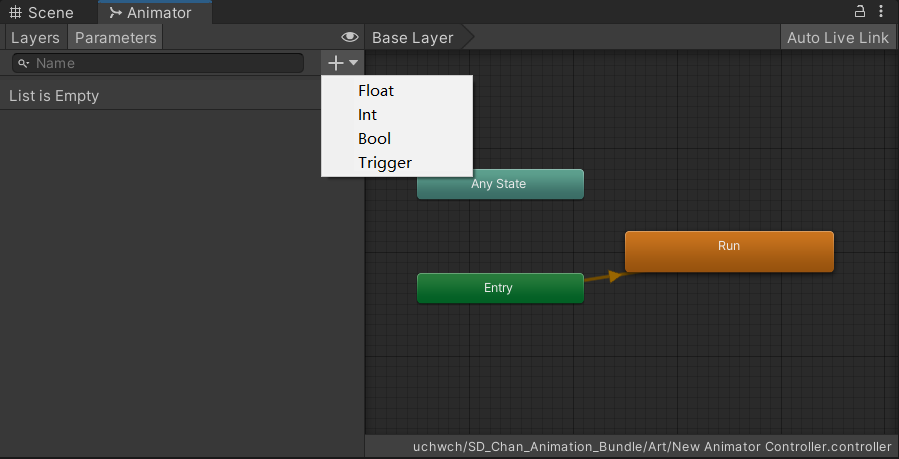 Scene Animator
Layers Parameters Base Layer Auto Live Link
Name
List is Empty
Float
Int
Bool
Trigger
Any State
Run
Entry
uchwch/SD_Chan_Animation_Bundle/Art/New Animator Controller.controller